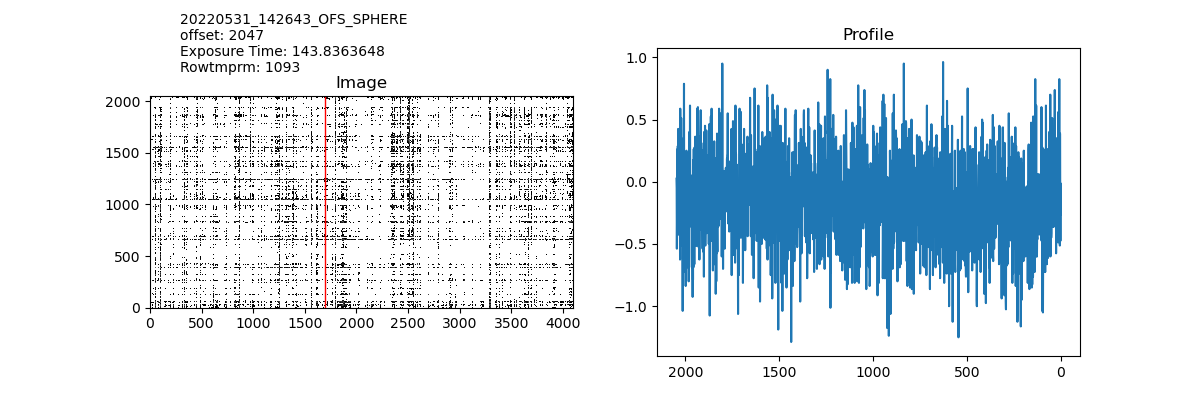 20220531_142643_OFS_SPHERE
offset: 2047
Exposure Time: 143.8363648
Rowtmprm: 1093
Image
2000
1500
1000
500
0
0 500 1000 1500 2000 2500 3000 3500 4000
Profile
1.0
0.5
0.0
−0.5
−1.0
2000 1500 1000 500 0